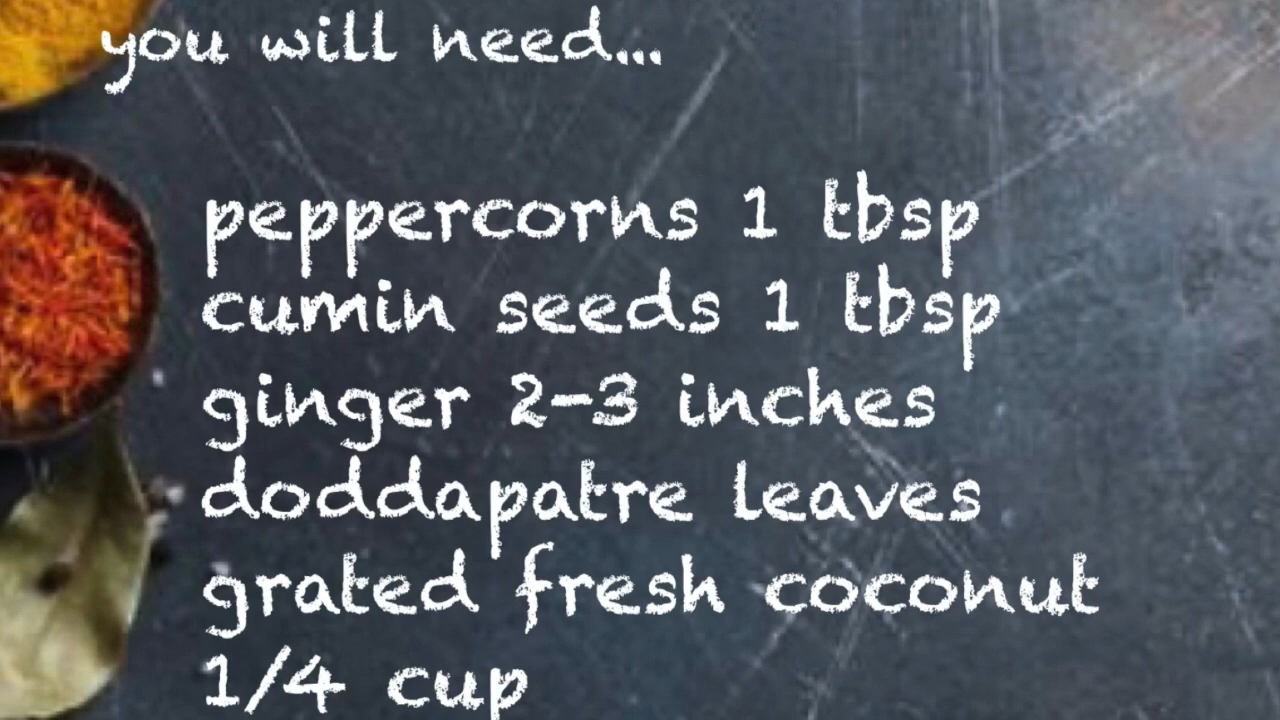 you will need...
peppercorns 1 tbsp
cumin seeds 1 tbsp
ginger 2-3 inches
doddapatre leaves
grated fresh coconut
1/4 cup